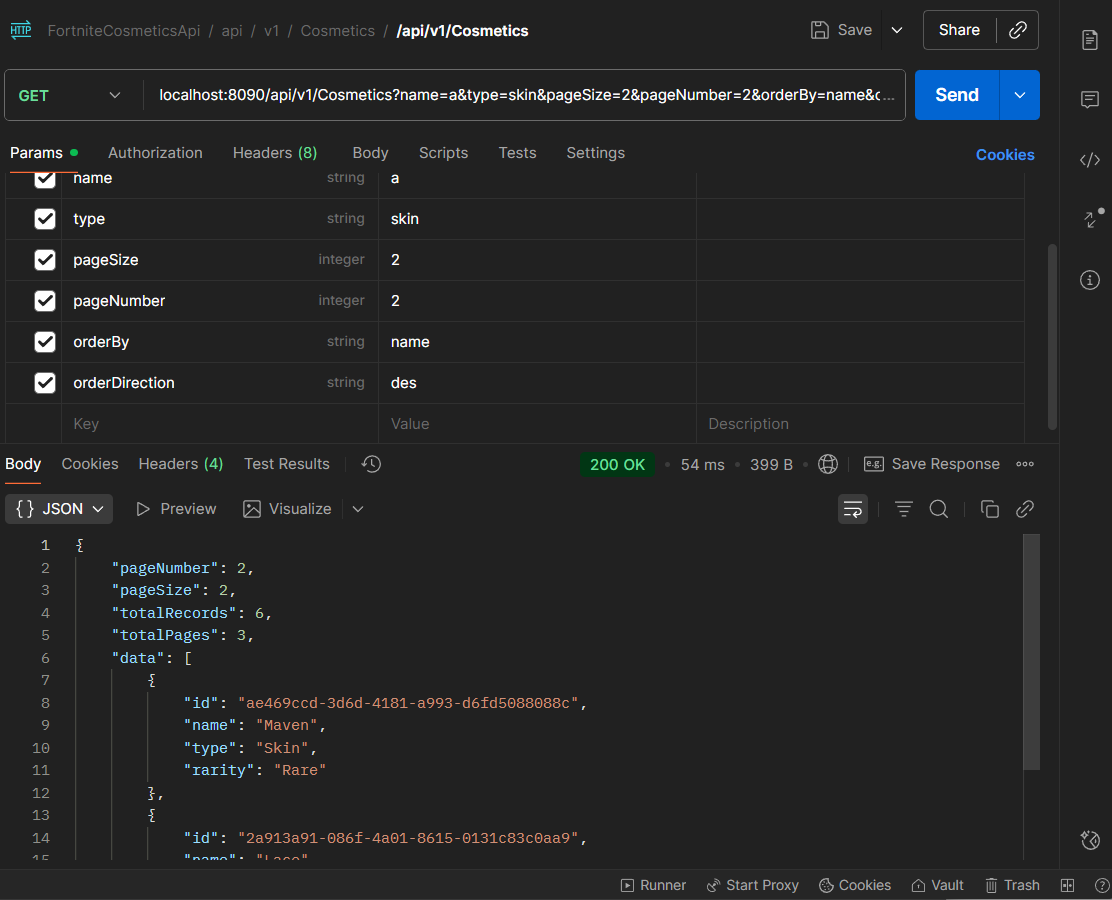 HTTP FortniteCosmeticsApi / api / v1 / Cosmetics / /api/v1/Cosmetics Save Share
GET localhost:8090/api/v1/Cosmetics?name=a&type=skin&pageSize=2&pageNumber=2&orderBy=name&c... Send
Params Authorization Headers (8) Body Scripts Tests Settings Cookies
name string a
type string skin
pageSize integer 2
pageNumber integer 2
orderBy string name
orderDirection string des
Key Value Description
Body Cookies Headers (4) Test Results 200 OK • 54 ms • 399 B • e.g. Save Response
{} JSON Preview Visualize
1 {
2 "pageNumber": 2,
3 "pageSize": 2,
4 "totalRecords": 6,
5 "totalPages": 3,
6 "data": [
7 {
8 "id": "ae469ccd-3d6d-4181-a993-d6fd5088088c",
9 "name": "Maven",
10 "type": "Skin",
11 "rarity": "Rare"
12 },
13 {
14 "id": "2a913a91-086f-4a01-8615-0131c83c0aa9",
15 "name":
Runner Start Proxy Cookies Vault Trash